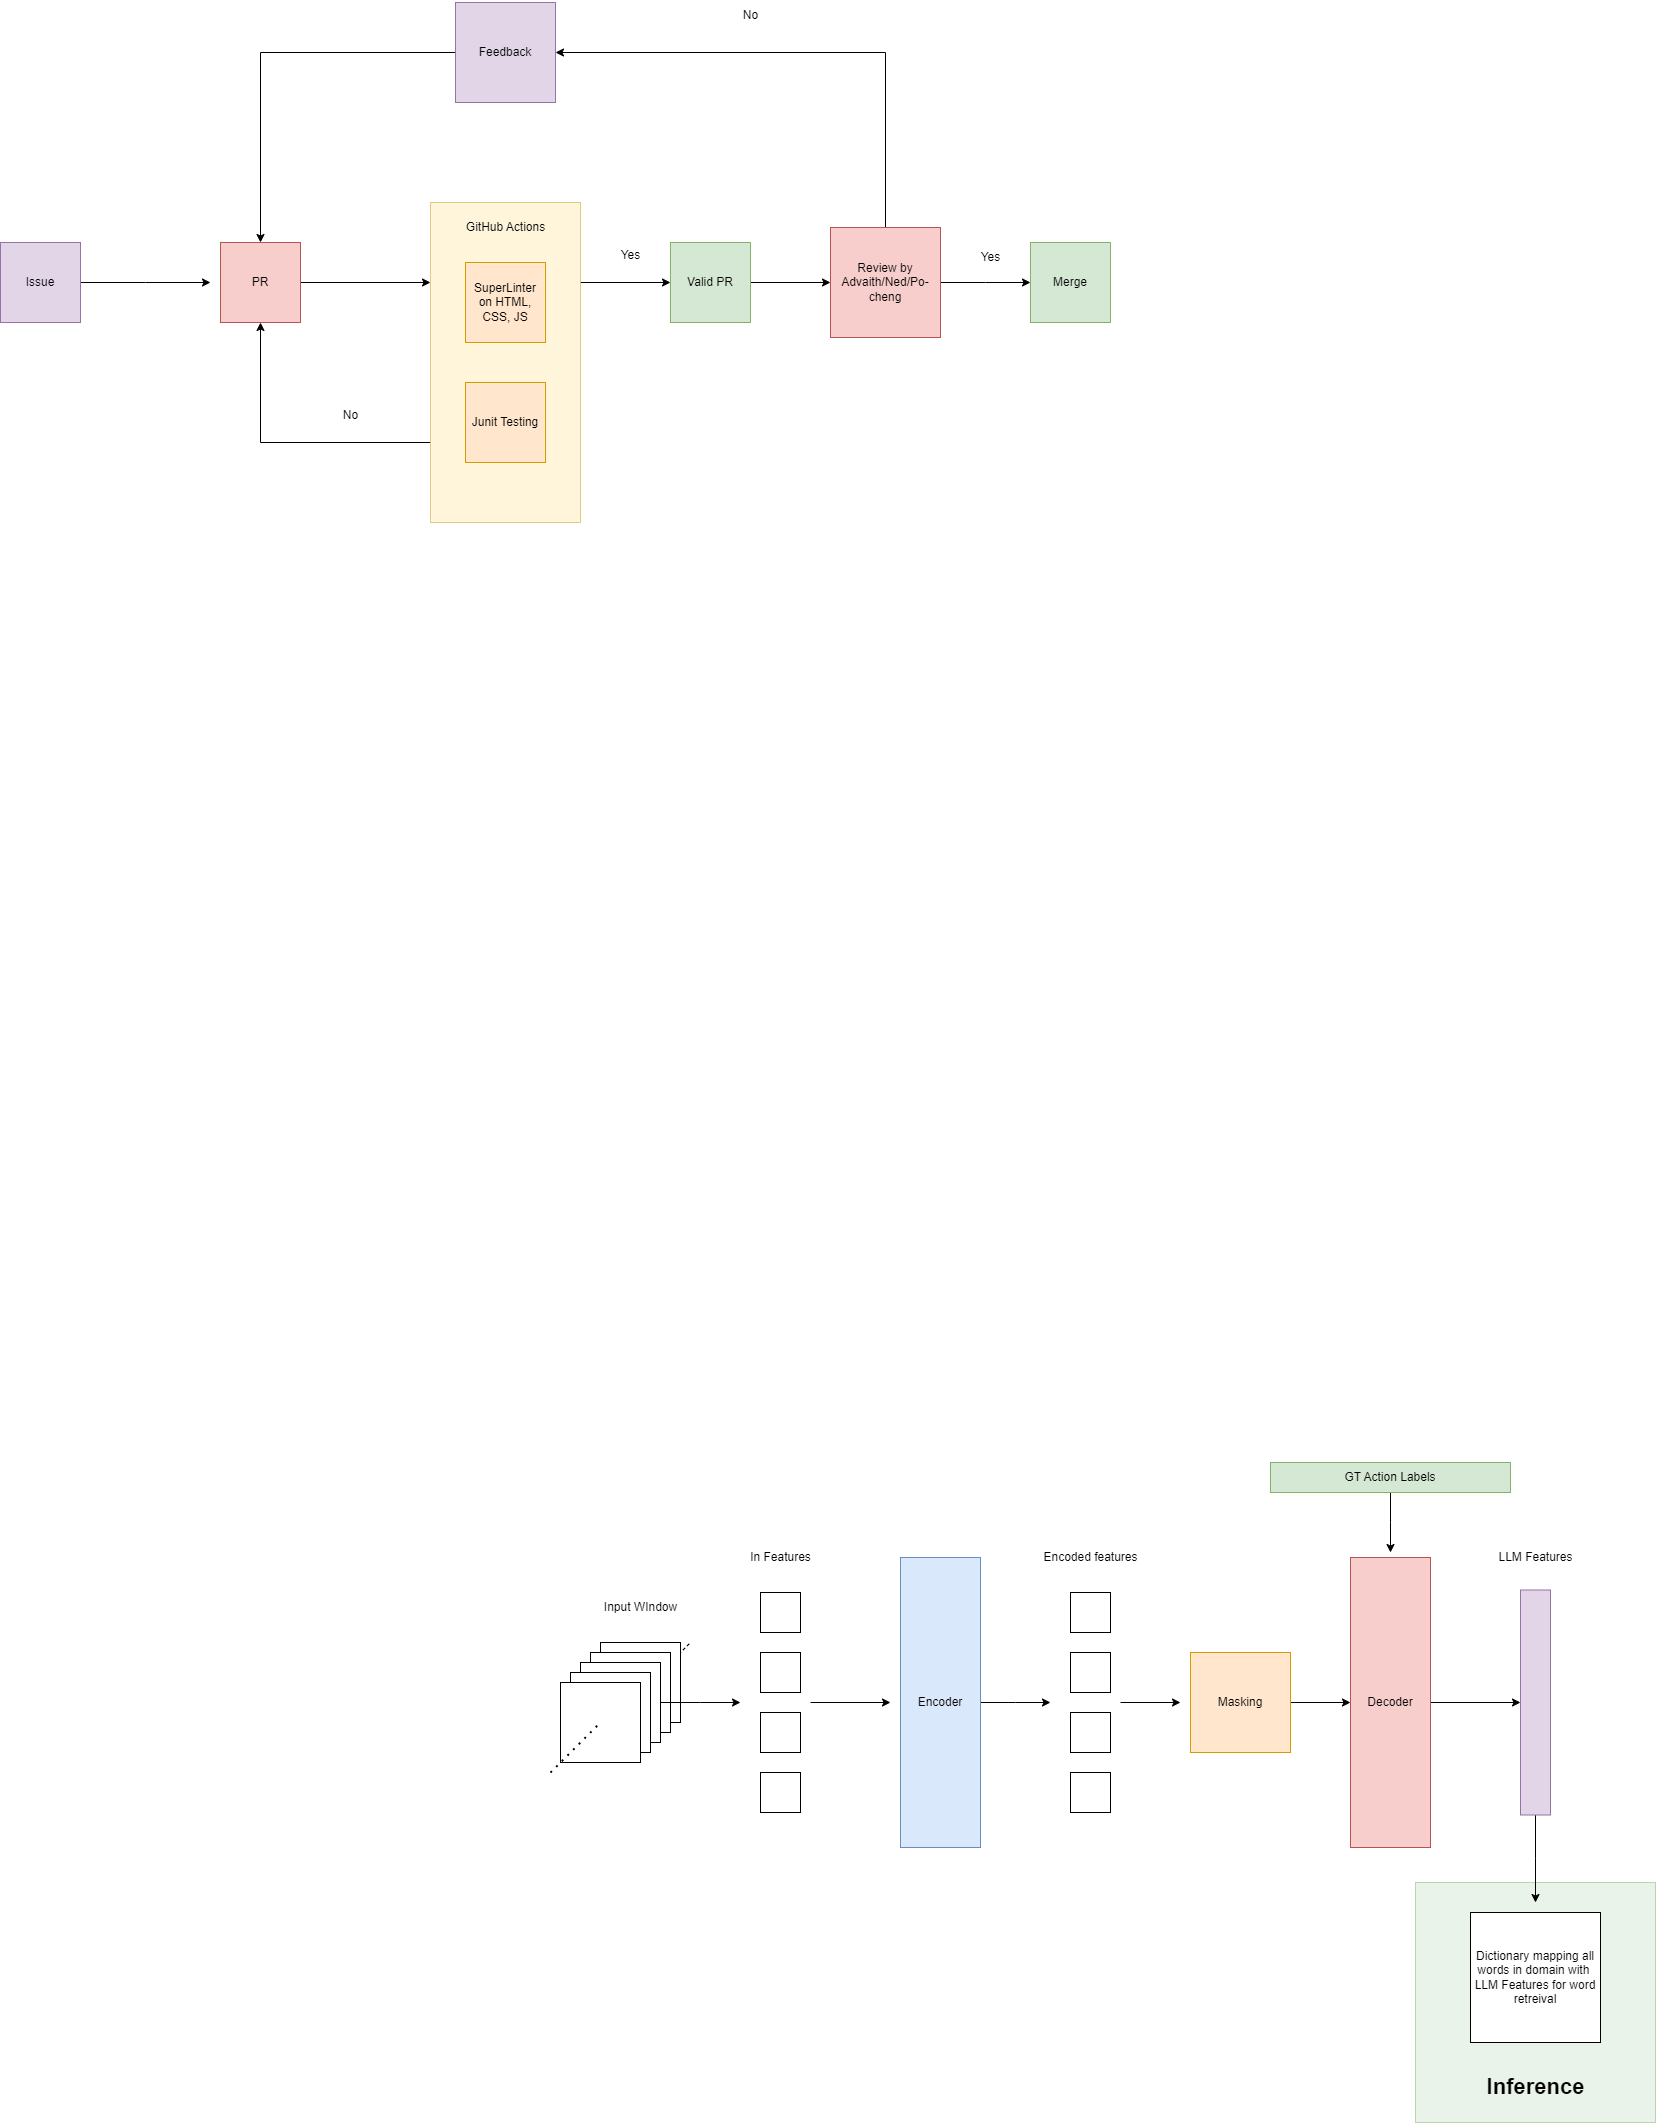 No
Feedback
GitHub Actions
Issue
PR
SuperLinter
on HTML,
CSS, JS
Yes
Valid PR
Review by
Advaith/Ned/Po-
cheng
Yes
Merge
No
Junit Testing
GT Action Labels
In Features
Encoded features
LLM Features
Input WIndow
Encoder
Masking
Decoder
Dictionary mapping all
words in domain with
LLM Features for word
retreival
Inference